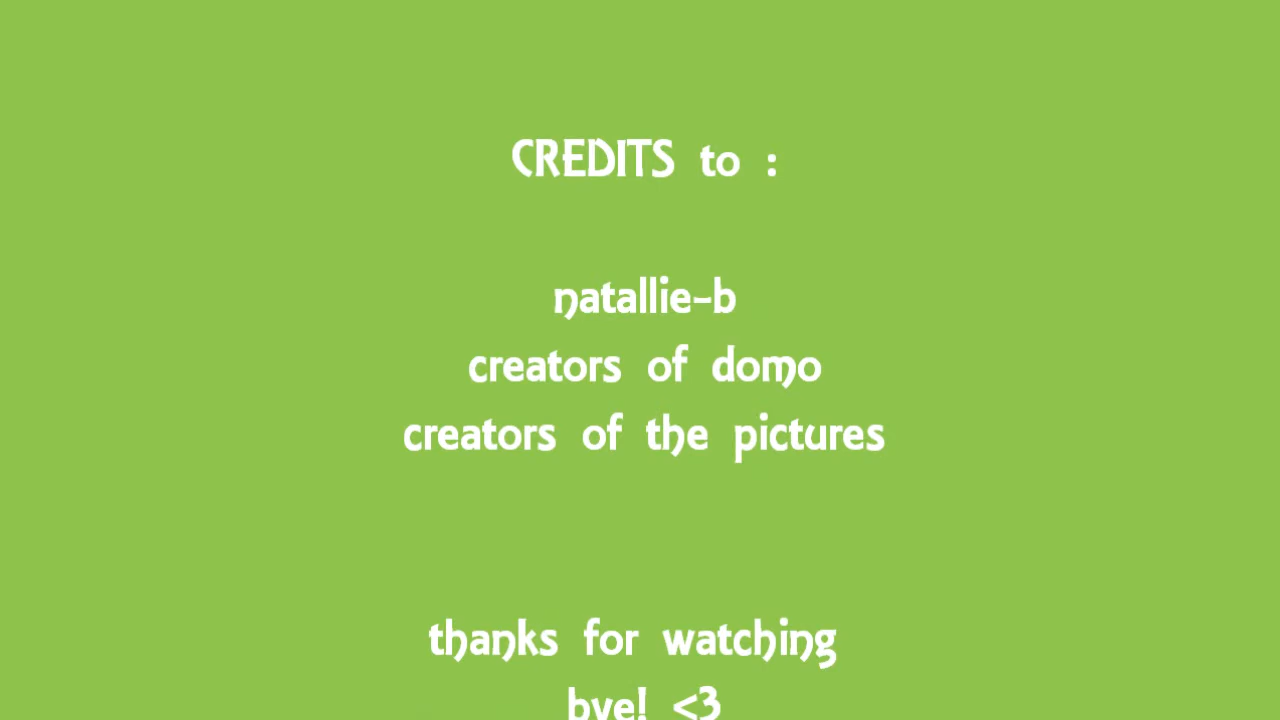 CREDITS to :
natallie-b
creators of domo
creators of the pictures
thanks for watching
bye! <3